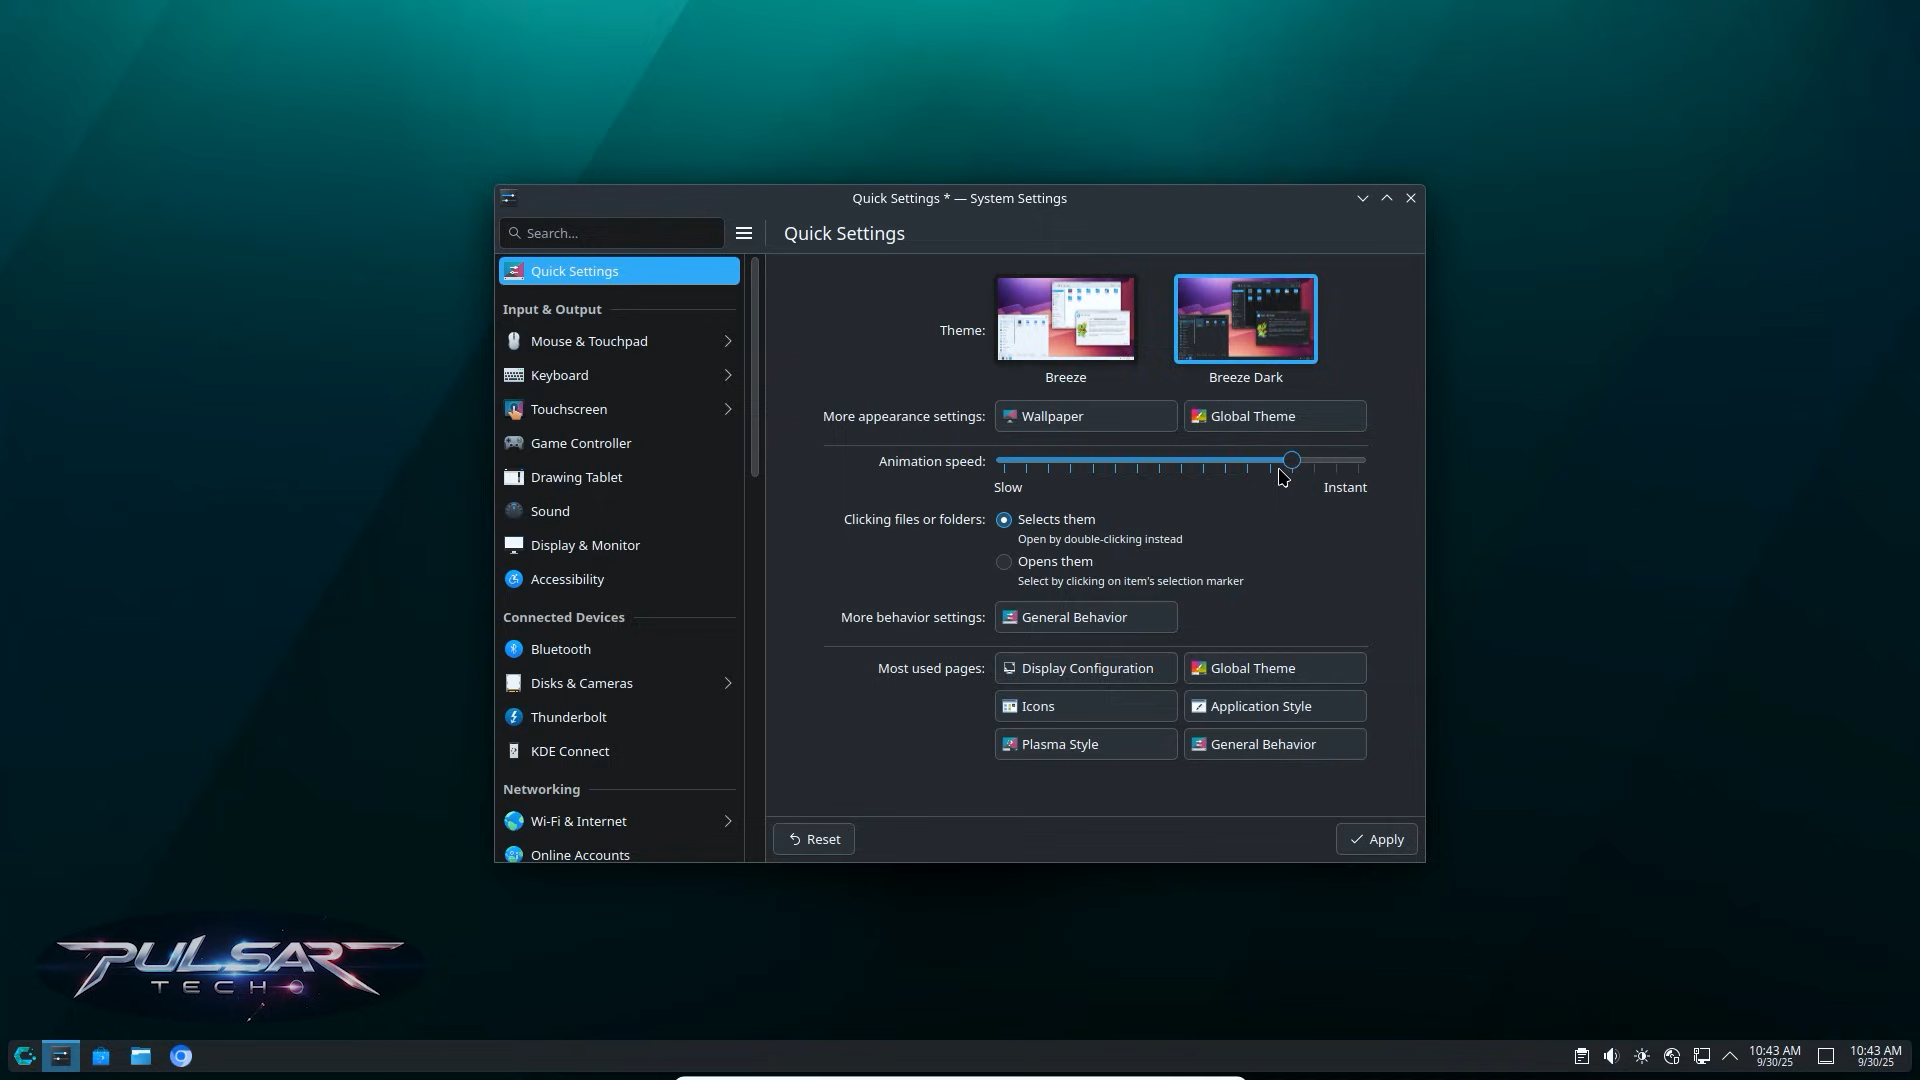 Quick Settings * — System Settings
Search...
Quick Settings
Quick Settings
Input & Output
Mouse & Touchpad
Keyboard
Touchscreen
Game Controller
Drawing Tablet
Sound
Display & Monitor
Accessibility
Connected Devices
Bluetooth
Disks & Cameras
Thunderbolt
KDE Connect
Networking
Wi-Fi & Internet
Online Accounts
Theme:
Breeze
Breeze Dark
More appearance settings:
Wallpaper
Global Theme
Animation speed:
Slow
Instant
Clicking files or folders:
Selects them
Open by double-clicking instead
Opens them
Select by clicking on item's selection marker
More behavior settings:
General Behavior
Most used pages:
Display Configuration
Global Theme
Icons
Application Style
Plasma Style
General Behavior
Reset
Apply
PULSAR
TECH
10:43 AM
9/30/25
10:43 AM
9/30/25